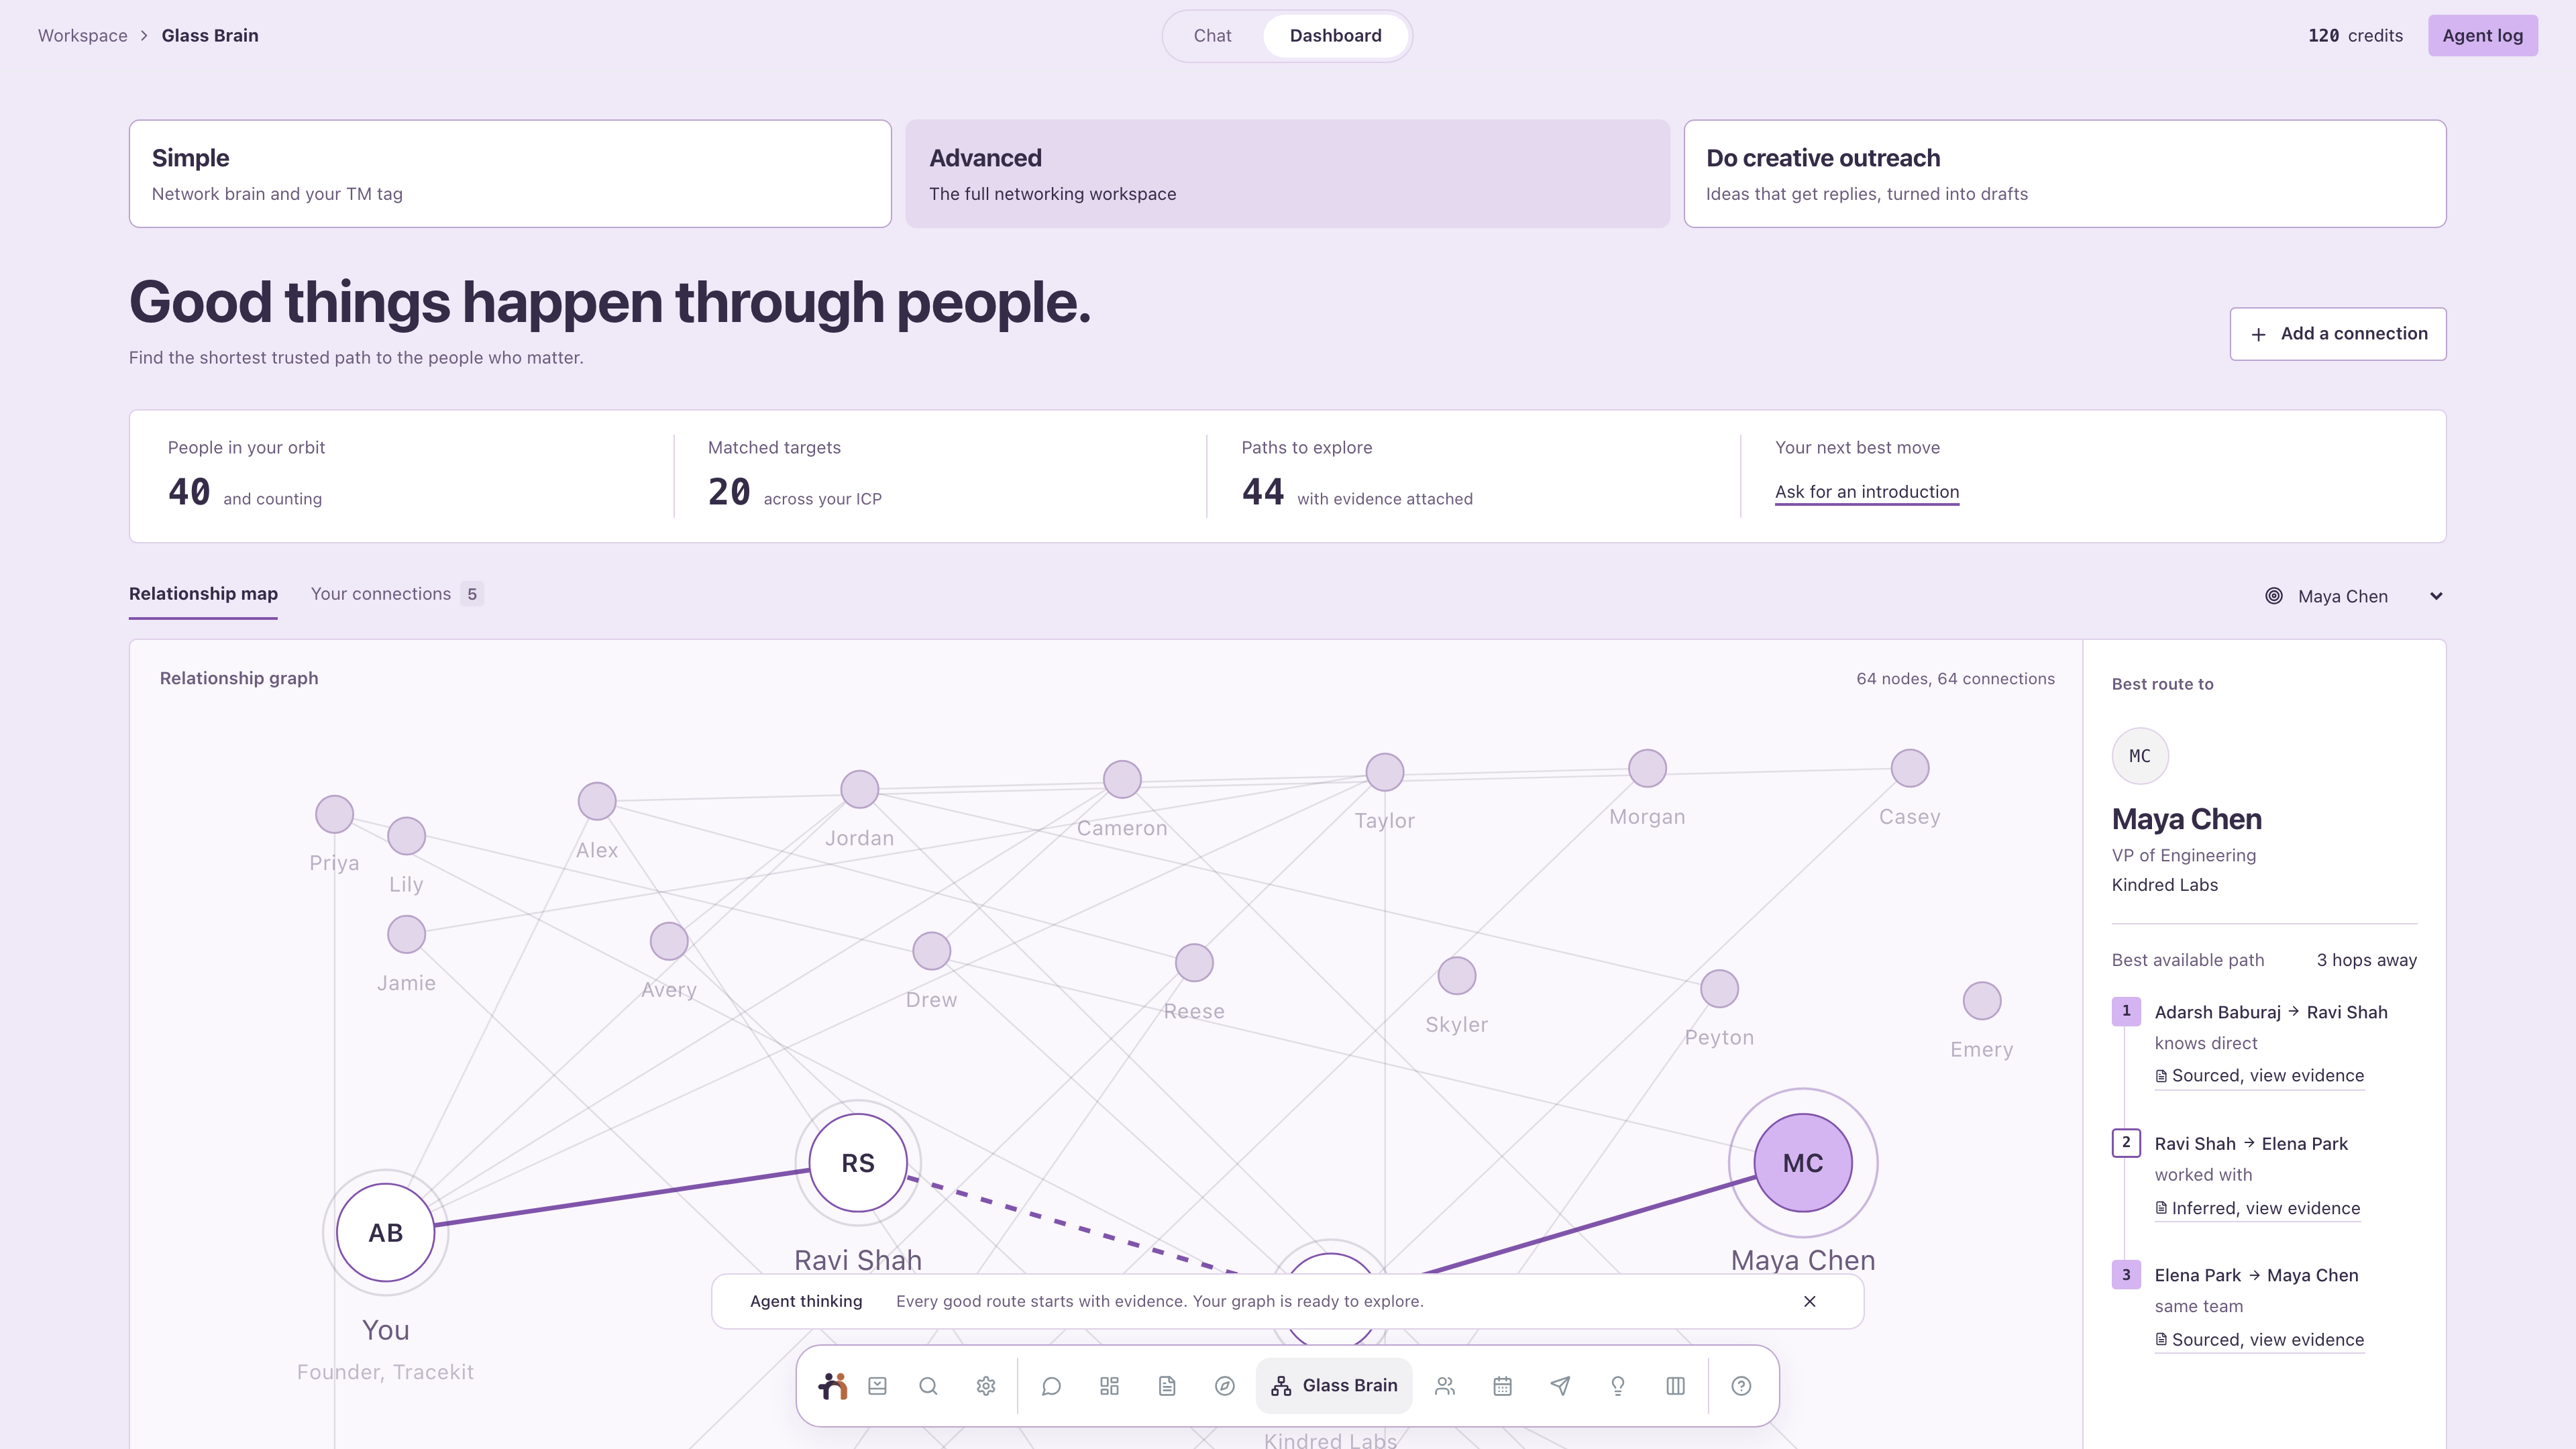 Workspace > Glass Brain
Chat
Dashboard
120 credits
Agent log
Simple
Network brain and your TM tag
Advanced
The full networking workspace
Do creative outreach
Ideas that get replies, turned into drafts
Good things happen through people.
Find the shortest trusted path to the people who matter.
+ Add a connection
People in your orbit
40 and counting
Matched targets
20 across your ICP
Paths to explore
44 with evidence attached
Your next best move
Ask for an introduction
Relationship map
Your connections 5
Maya Chen
Relationship graph
64 nodes, 64 connections
Priya
Lily
Alex
Jordan
Cameron
Taylor
Morgan
Casey
Jamie
Avery
Drew
Reese
Skyler
Peyton
Emery
AB
You
Founder, Tracekit
RS
Ravi Shah
MC
Maya Chen
Kindred Labs
Agent thinking
Every good route starts with evidence. Your graph is ready to explore.
Glass Brain
Best route to
MC
Maya Chen
VP of Engineering
Kindred Labs
Best available path
3 hops away
1 Adarsh Baburaj → Ravi Shah
knows direct
Sourced, view evidence
2 Ravi Shah → Elena Park
worked with
Inferred, view evidence
3 Elena Park → Maya Chen
same team
Sourced, view evidence